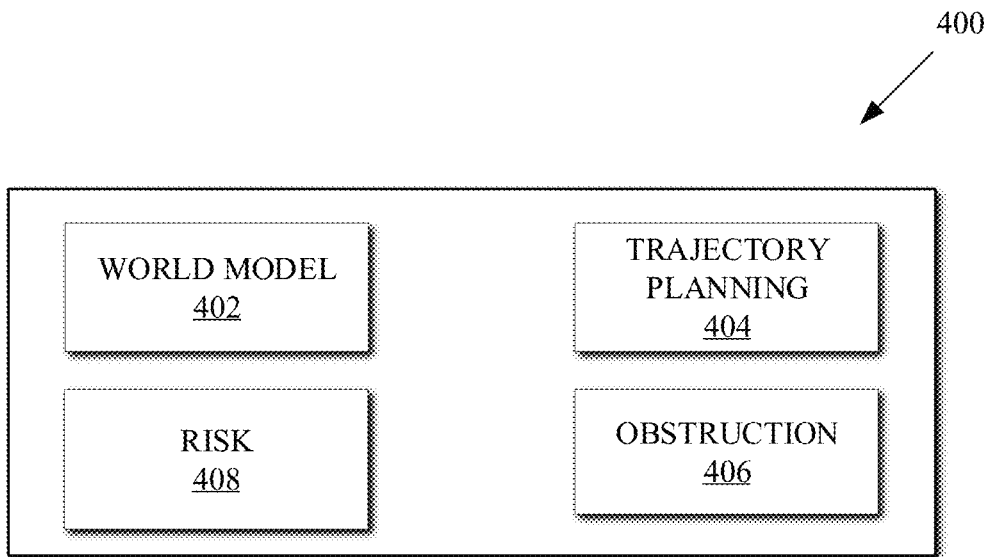 400
WORLD MODEL
402
TRAJECTORY
PLANNING
404
RISK
408
OBSTRUCTION
406